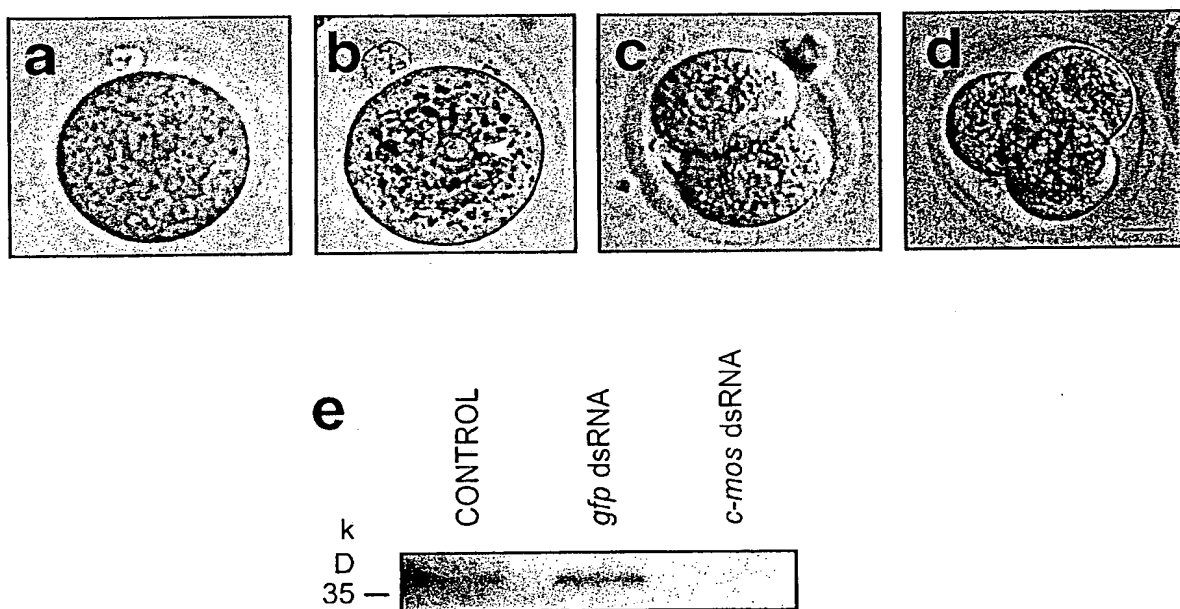 a
b
c
d
e
CONTROL
gfp dsRNA
c-mos dsRNA
k
D
35 —